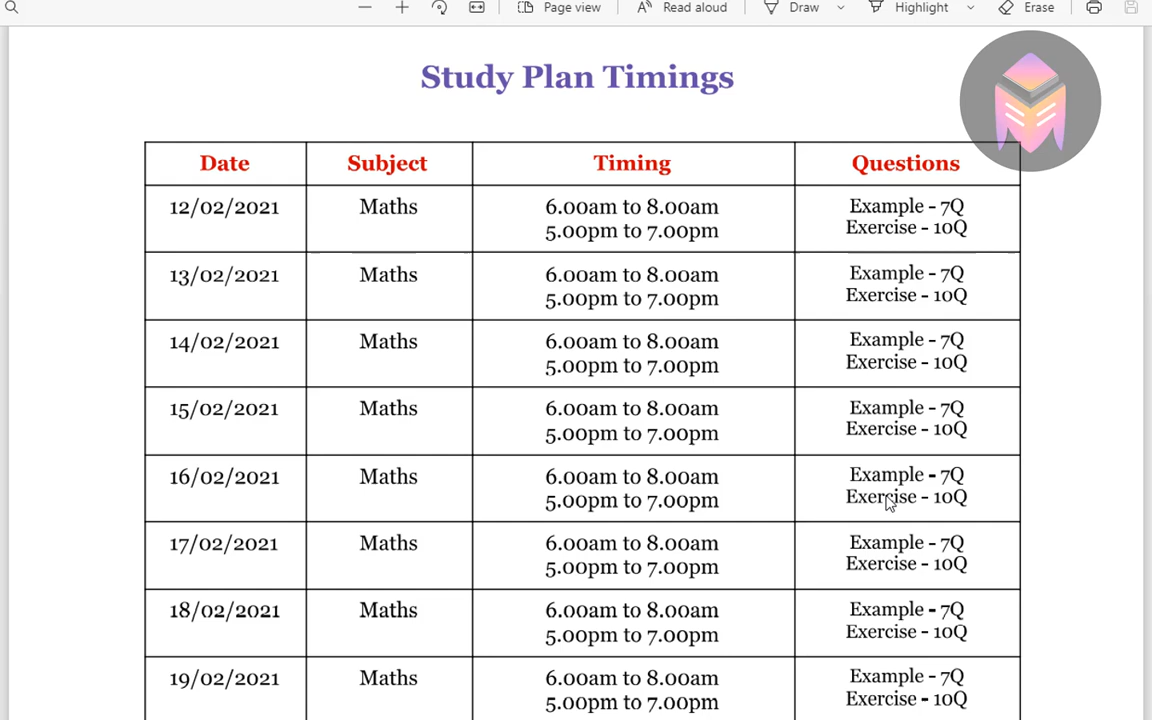 Page view Read aloud Draw Highlight Erase
Study Plan Timings
Date Subject Timing Questions
12/02/2021 Maths 6.00am to 8.00am Example - 7Q
5.00pm to 7.00pm Exercise - 10Q
13/02/2021 Maths 6.00am to 8.00am Example - 7Q
5.00pm to 7.00pm Exercise - 10Q
14/02/2021 Maths 6.00am to 8.00am Example - 7Q
5.00pm to 7.00pm Exercise - 10Q
15/02/2021 Maths 6.00am to 8.00am Example - 7Q
5.00pm to 7.00pm Exercise - 10Q
16/02/2021 Maths 6.00am to 8.00am Example - 7Q
5.00pm to 7.00pm Exercise - 10Q
17/02/2021 Maths 6.00am to 8.00am Example - 7Q
5.00pm to 7.00pm Exercise - 10Q
18/02/2021 Maths 6.00am to 8.00am Example - 7Q
5.00pm to 7.00pm Exercise - 10Q
19/02/2021 Maths 6.00am to 8.00am Example - 7Q
5.00pm to 7.00pm Exercise - 10Q